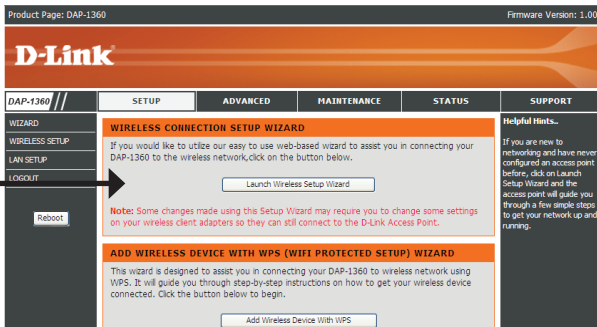 Product Page: DAP-1360
Firmware Version: 1.00
D-Link
DAP-1360
SETUP
ADVANCED
MAINTENANCE
STATUS
SUPPORT
WIZARD
WIRELESS SETUP
LAN SETUP
LOGOUT
Reboot
WIRELESS CONNECTION SETUP WIZARD
If you would like to utilize our easy to use web-based wizard to assist you in connecting your
DAP-1360 to the wireless network,click on the button below.
Launch Wireless Setup Wizard
Note: Some changes made using this Setup Wizard may require you to change some settings
on your wireless client adapters so they can still connect to the D-Link Access Point.
ADD WIRELESS DEVICE WITH WPS (WIFI PROTECTED SETUP) WIZARD
This wizard is designed to assist you in connecting your DAP-1360 to wireless network using
WPS. It will guide you through step-by-step instructions on how to get your wireless device
connected. Click the button below to begin.
Add Wireless Device With WPS
Helpful Hints..
If you are new to
networking and have never
configured an access point
before, click on Launch
Setup Wizard and the
access point will guide you
through a few simple steps
to get your network up and
running.